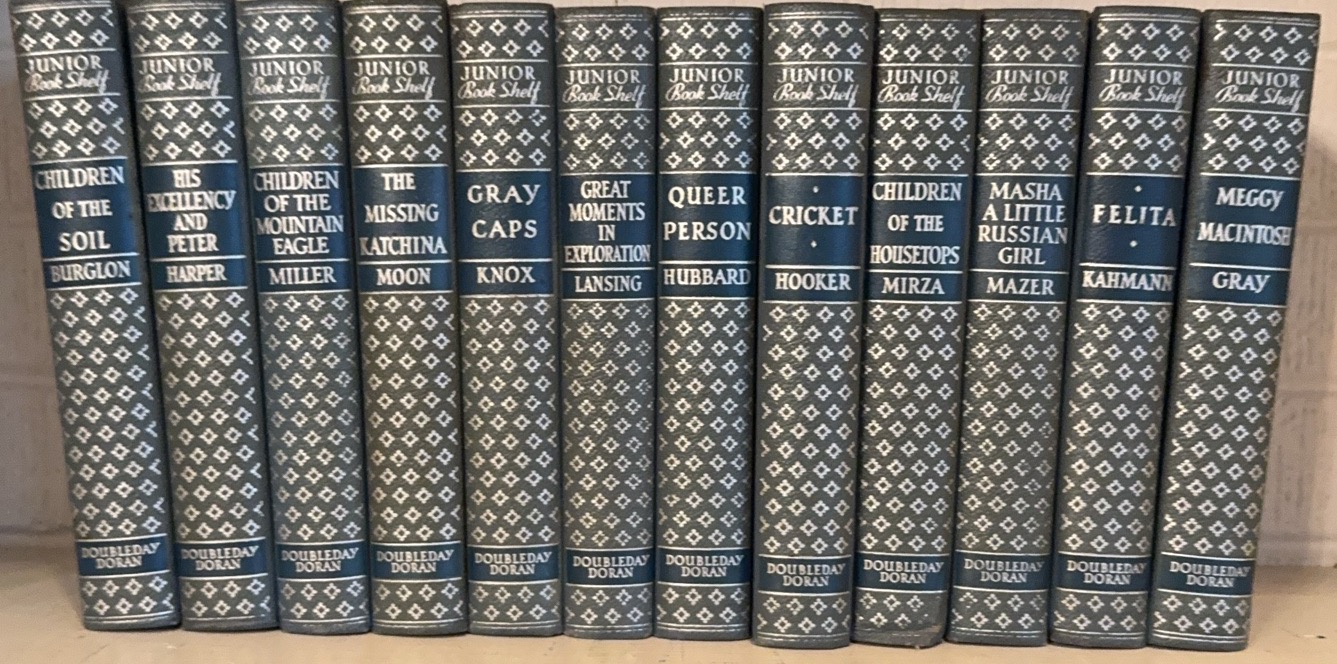 JUNIOR
Book Shelf
CHILDREN
OF THE
SOIL
BURGLON
DOUBLEDAY
DORAN
JUNIOR
Book Shelf
HIS
EXCELLENCY
AND
PETER
HARPER
DOUBLEDAY
DORAN
JUNIOR
Book Shelf
CHILDREN
OF THE
MOUNTAIN
EAGLE
MILLER
DOUBLEDAY
DORAN
JUNIOR
Book Shelf
THE
MISSING
KATCHINA
MOON
DOUBLEDAY
DORAN
JUNIOR
Book Shelf
GRAY
CAPS
KNOX
DOUBLEDAY
DORAN
JUNIOR
Book Shelf
GREAT
MOMENTS
IN
EXPLORATION
LANSING
DOUBLEDAY
DORAN
JUNIOR
Book Shelf
QUEER
PERSON
HUBBARD
DOUBLEDAY
DORAN
JUNIOR
Book Shelf
CRICKET
HOOKER
DOUBLEDAY
DORAN
JUNIOR
Book Shelf
CHILDREN
OF THE
HOUSETOPS
MIRZA
DOUBLEDAY
DORAN
JUNIOR
Book Shelf
MASHA
A LITTLE
RUSSIAN
GIRL
MAZER
DOUBLEDAY
DORAN
JUNIOR
Book Shelf
FELITA
KAHMANN
DOUBLEDAY
DORAN
JUNIOR
Book Shelf
MEGGY
MACINTOSH
GRAY
DOUBLEDAY
DORAN